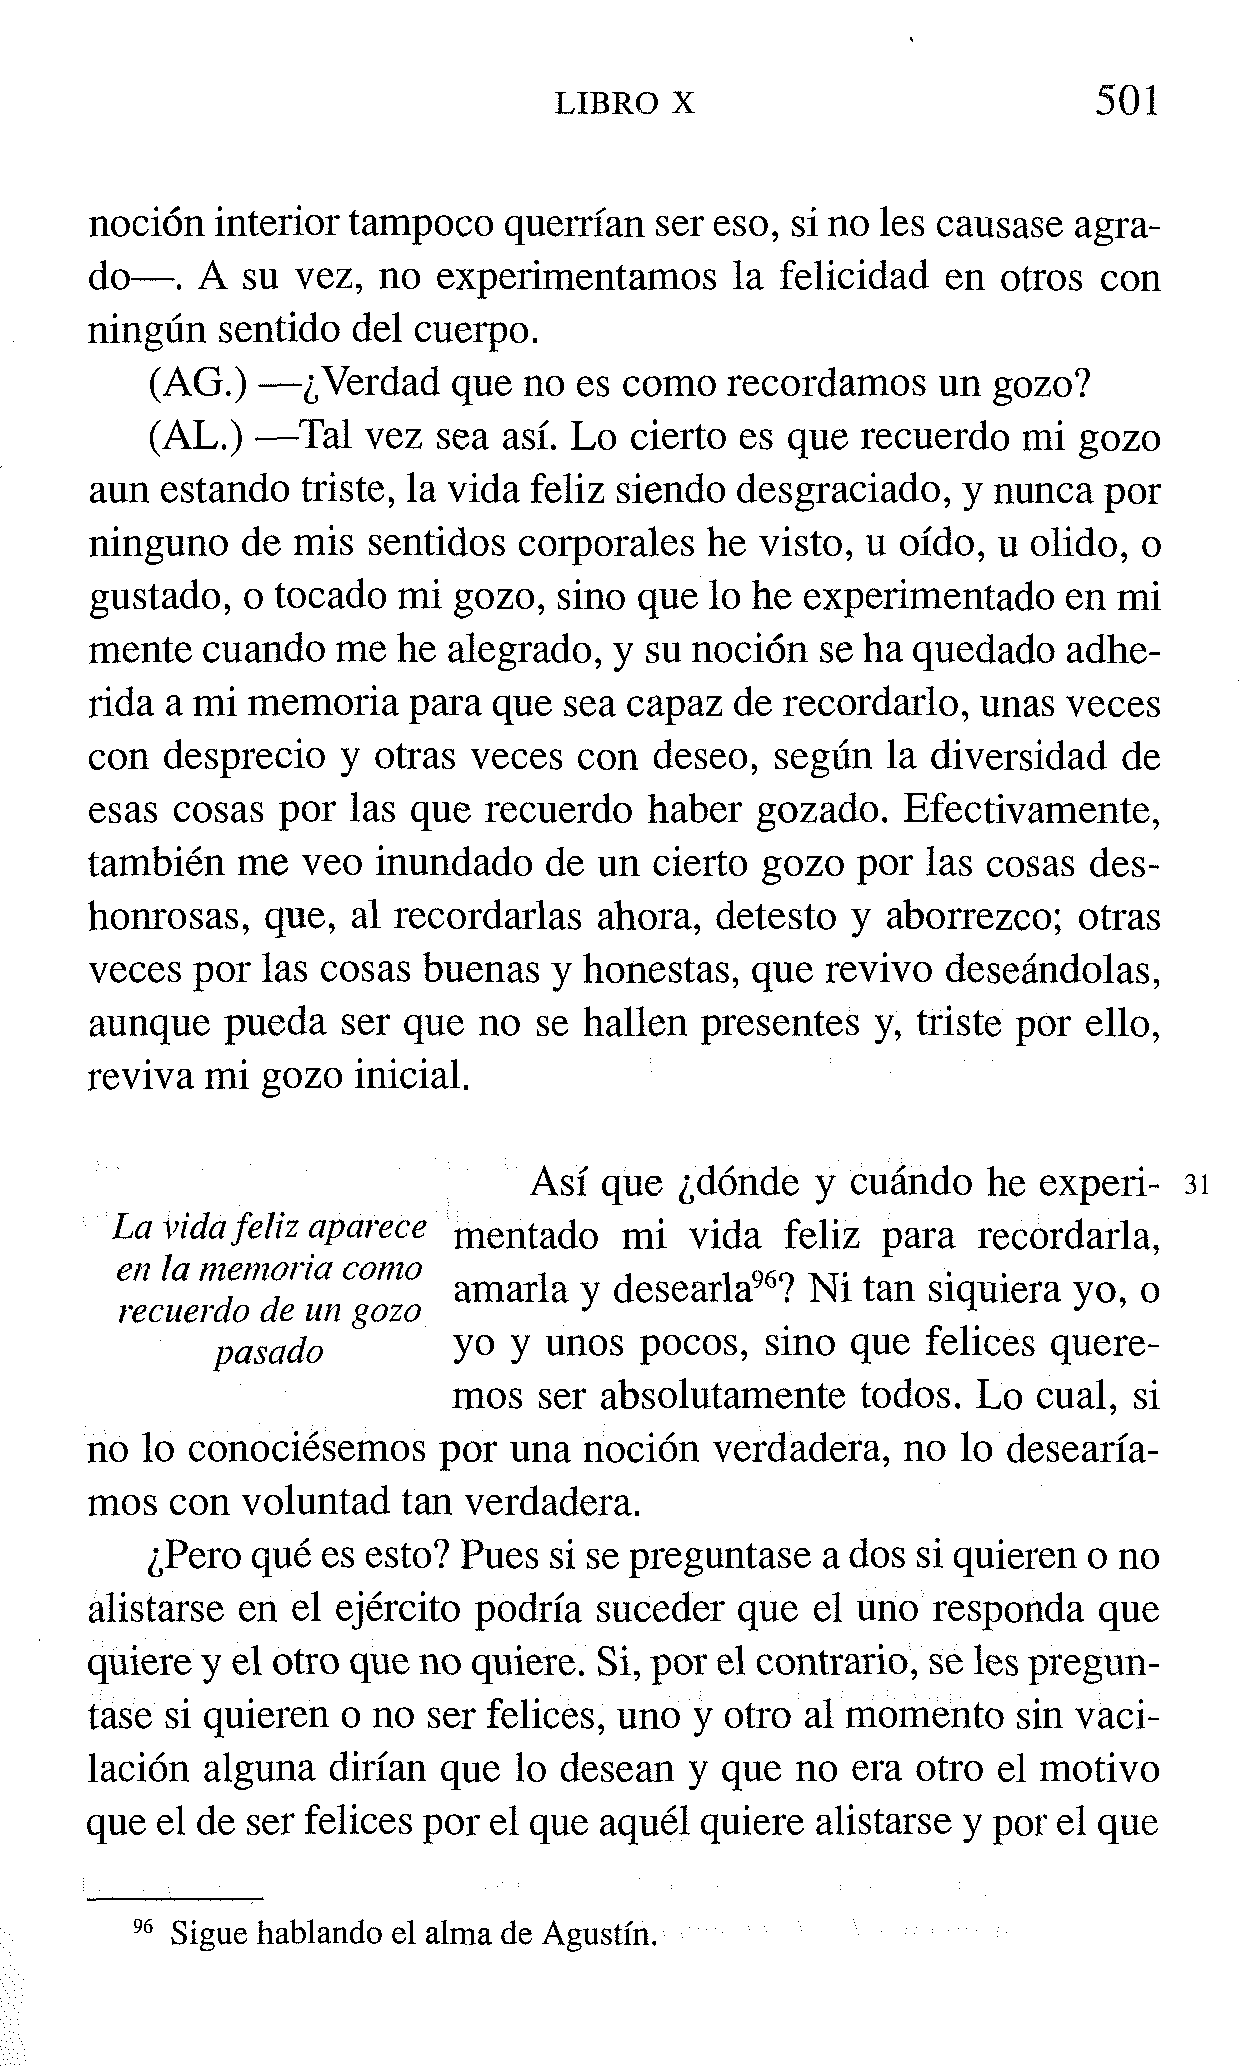 LIBRO X 501
noción interior tampoco querrían ser eso, si no les causase agra-
do—. A su vez, no experimentamos la felicidad en otros con
ningún sentido del cuerpo.
(AG.) —¿Verdad que no es como recordamos un gozo?
(AL.) —Tal vez sea así. Lo cierto es que recuerdo mi gozo
aun estando triste, la vida feliz siendo desgraciado, y nunca por
ninguno de mis sentidos corporales he visto, u oído, u olido, o
gustado, o tocado mi gozo, sino que lo he experimentado en mi
mente cuando me he alegrado, y su noción se ha quedado adhe-
rida a mi memoria para que sea capaz de recordarlo, unas veces
con desprecio y otras veces con deseo, según la diversidad de
esas cosas por las que recuerdo haber gozado. Efectivamente,
también me veo inundado de un cierto gozo por las cosas des-
honrosas, que, al recordarlas ahora, detesto y aborrezco; otras
veces por las cosas buenas y honestas, que revivo deseándolas,
aunque pueda ser que no se hallen presentes y, triste por ello,
reviva mi gozo inicial.
La vida feliz aparece
en la memoria como
recuerdo de un gozo
pasado
Así que ¿dónde y cuándo he experi- 31
mentado mi vida feliz para recordarla,
amarla y desearla⁹⁶? Ni tan siquiera yo, o
yo y unos pocos, sino que felices quere-
mos ser absolutamente todos. Lo cual, si
no lo conociésemos por una noción verdadera, no lo desearía-
mos con voluntad tan verdadera.
¿Pero qué es esto? Pues si se preguntase a dos si quieren o no
alistarse en el ejército podría suceder que el uno responda que
quiere y el otro que no quiere. Si, por el contrario, se les pregun-
tase si quieren o no ser felices, uno y otro al momento sin vaci-
lación alguna dirían que lo desean y que no era otro el motivo
que el de ser felices por el que aquél quiere alistarse y por el que
⁹⁶ Sigue hablando el alma de Agustín.